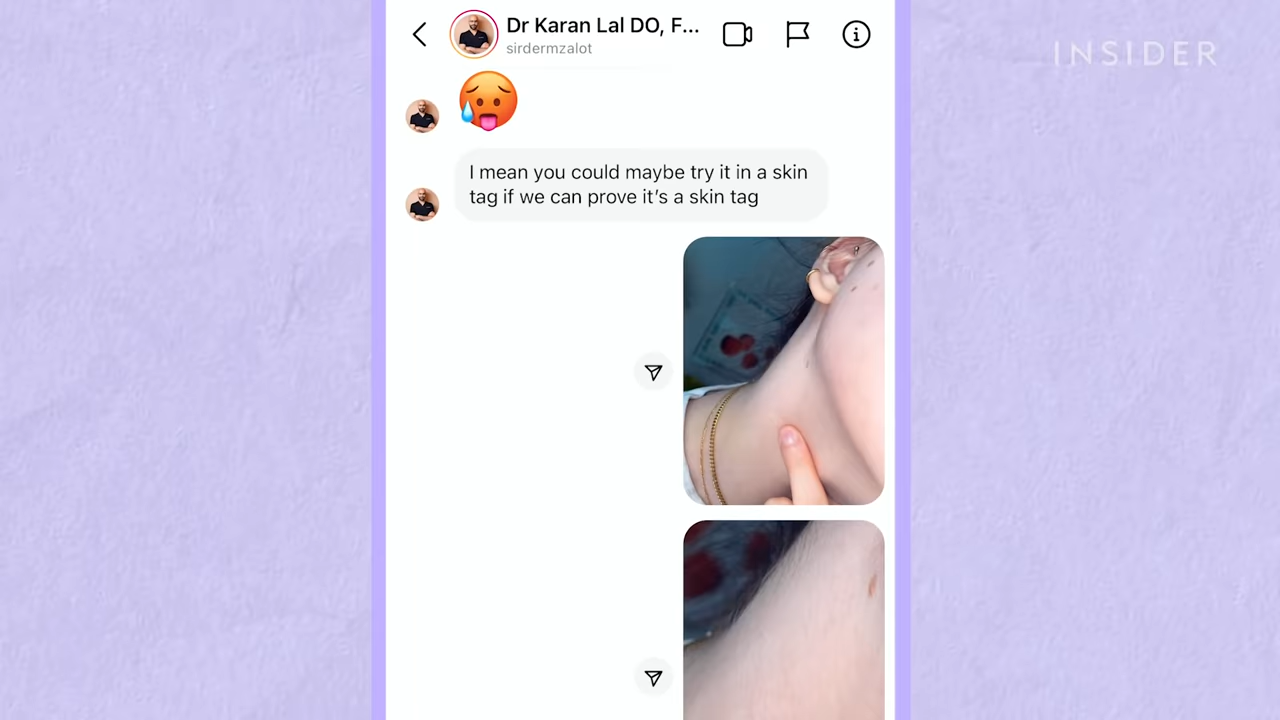 Dr Karan Lal DO, F...
sirdermzalot
INSIDER
I mean you could maybe try it in a skin
tag if we can prove it's a skin tag